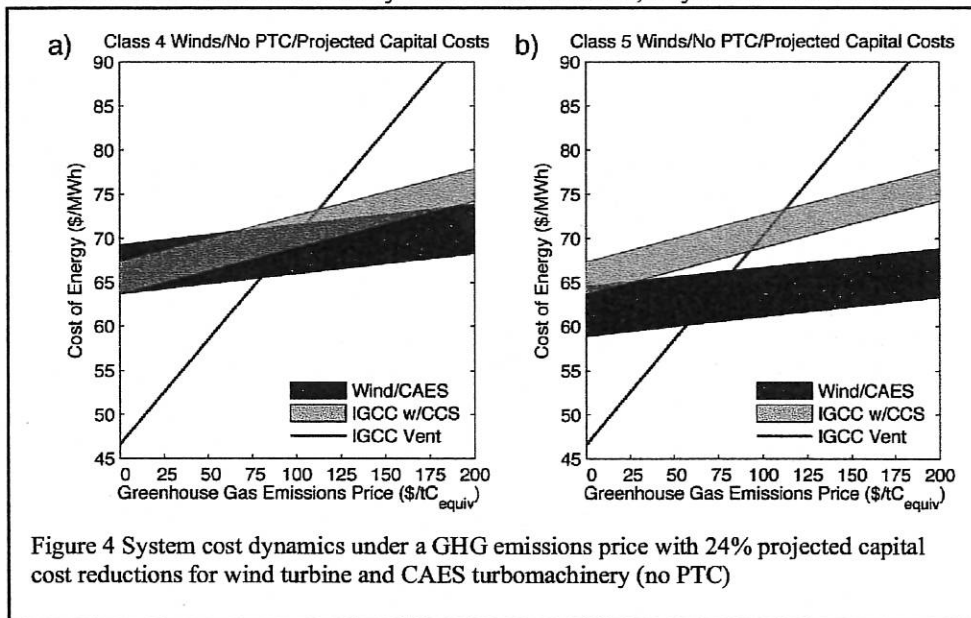 a) Class 4 Winds/No PTC/Projected Capital Costs
90
85
80
75
70
65
60
55
50
45
Cost of Energy ($/MWh)
Wind/CAES
IGCC w/CCS
IGCC Vent
0 25 50 75 100 125 150 175 200
Greenhouse Gas Emissions Price ($/tC equiv)
b) Class 5 Winds/No PTC/Projected Capital Costs
90
85
80
75
70
65
60
55
50
45
Cost of Energy ($/MWh)
Wind/CAES
IGCC w/CCS
IGCC Vent
0 25 50 75 100 125 150 175 200
Greenhouse Gas Emissions Price ($/tC equiv)
Figure 4 System cost dynamics under a GHG emissions price with 24% projected capital
cost reductions for wind turbine and CAES turbomachinery (no PTC)